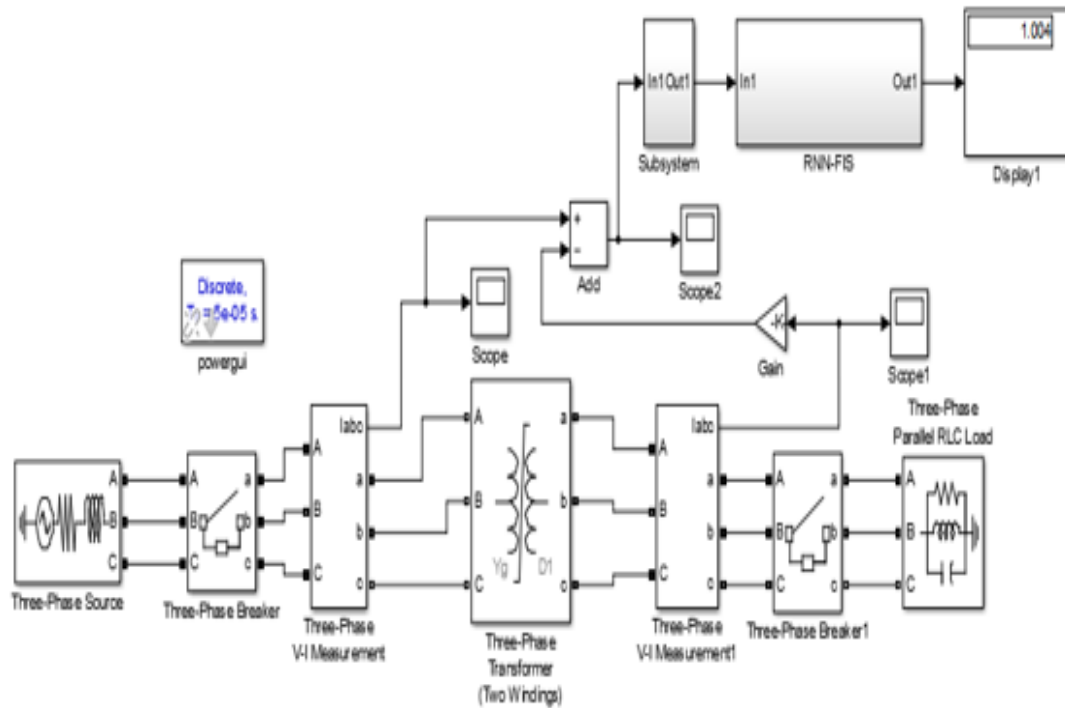 1.004
In1 Out1
In1
Out1
Subsystem
RNN-FIS
Display1
+
−
Add
Scope2
Discrete,
= 5e-05 s.
powergui
Scope
-K-
Gain
Scope1
Three-Phase
Parallel RLC Load
Iabc
A
B
C
a
b
c
A
B
C
Yg
D1
a
b
c
Iabc
A
B
C
a
b
c
A
B
C
A
B
C
a
b
c
A
B
C
a
b
c
A
B
C
Three-Phase Source
Three-Phase Breaker
Three-Phase
V-I Measurement
Three-Phase
Transformer
(Two Windings)
Three-Phase
V-I Measurement1
Three-Phase Breaker1